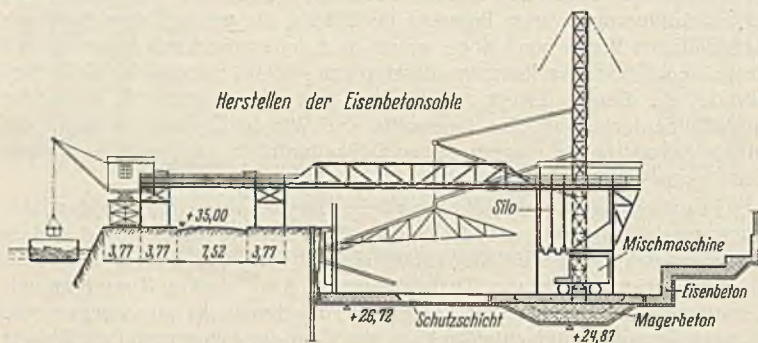 Herstellen der Eisenbetonsohle
+35,00
Silo
Mischmaschine
3,77 3,77 7,52 3,77
Eisenbeton
+26,72
Schutzschicht
Magerbeton
+24,87